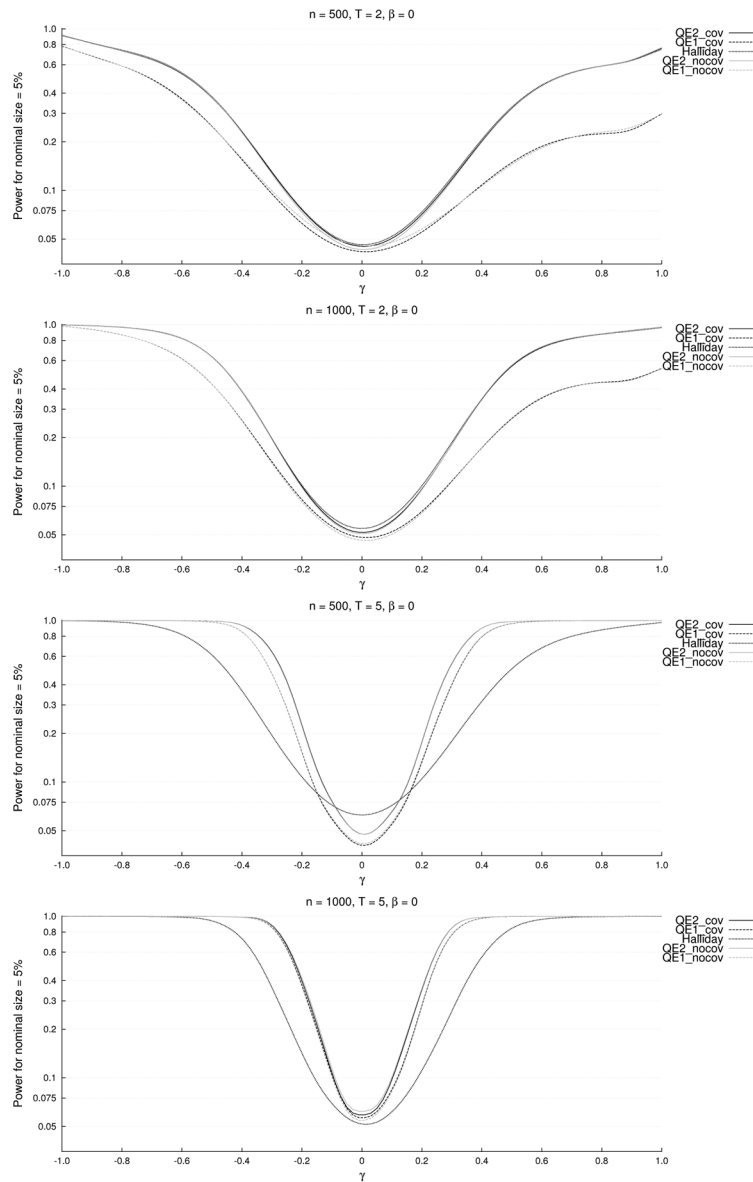 n = 500, T = 2, β = 0
Power for nominal size = 5%
1.0
0.8
0.6
0.4
0.3
0.2
0.1
0.075
0.05
-1.0 -0.8 -0.6 -0.4 -0.2 0 0.2 0.4 0.6 0.8 1.0
γ
QE2_cov
QE1_cov
Halliday
QE2_nocov
QE1_nocov
n = 1000, T = 2, β = 0
Power for nominal size = 5%
1.0
0.8
0.6
0.4
0.3
0.2
0.1
0.075
0.05
-1.0 -0.8 -0.6 -0.4 -0.2 0 0.2 0.4 0.6 0.8 1.0
γ
QE2_cov
QE1_cov
Halliday
QE2_nocov
QE1_nocov
n = 500, T = 5, β = 0
Power for nominal size = 5%
1.0
0.8
0.6
0.4
0.3
0.2
0.1
0.075
0.05
-1.0 -0.8 -0.6 -0.4 -0.2 0 0.2 0.4 0.6 0.8 1.0
γ
QE2_cov
QE1_cov
Halliday
QE2_nocov
QE1_nocov
n = 1000, T = 5, β = 0
Power for nominal size = 5%
1.0
0.8
0.6
0.4
0.3
0.2
0.1
0.075
0.05
-1.0 -0.8 -0.6 -0.4 -0.2 0 0.2 0.4 0.6 0.8 1.0
γ
QE2_cov
QE1_cov
Halliday
QE2_nocov
QE1_nocov